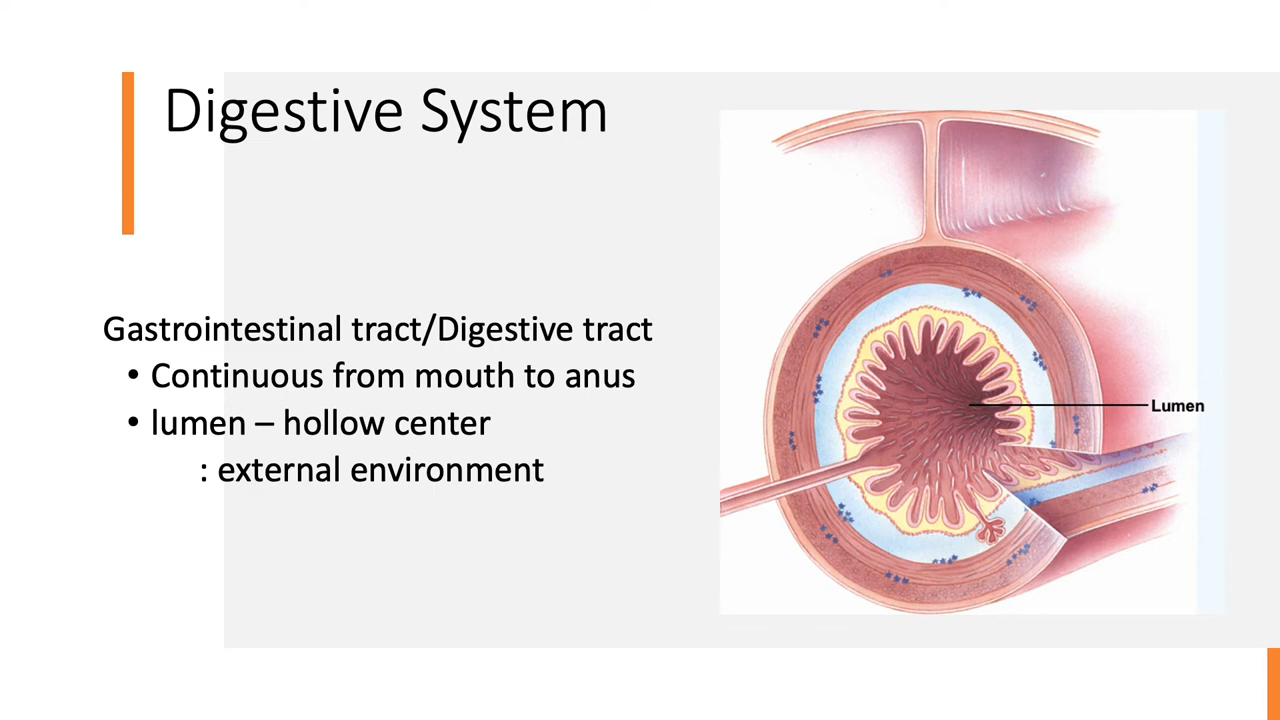 Digestive System
Gastrointestinal tract/Digestive tract
• Continuous from mouth to anus
• lumen – hollow center
: external environment
Lumen